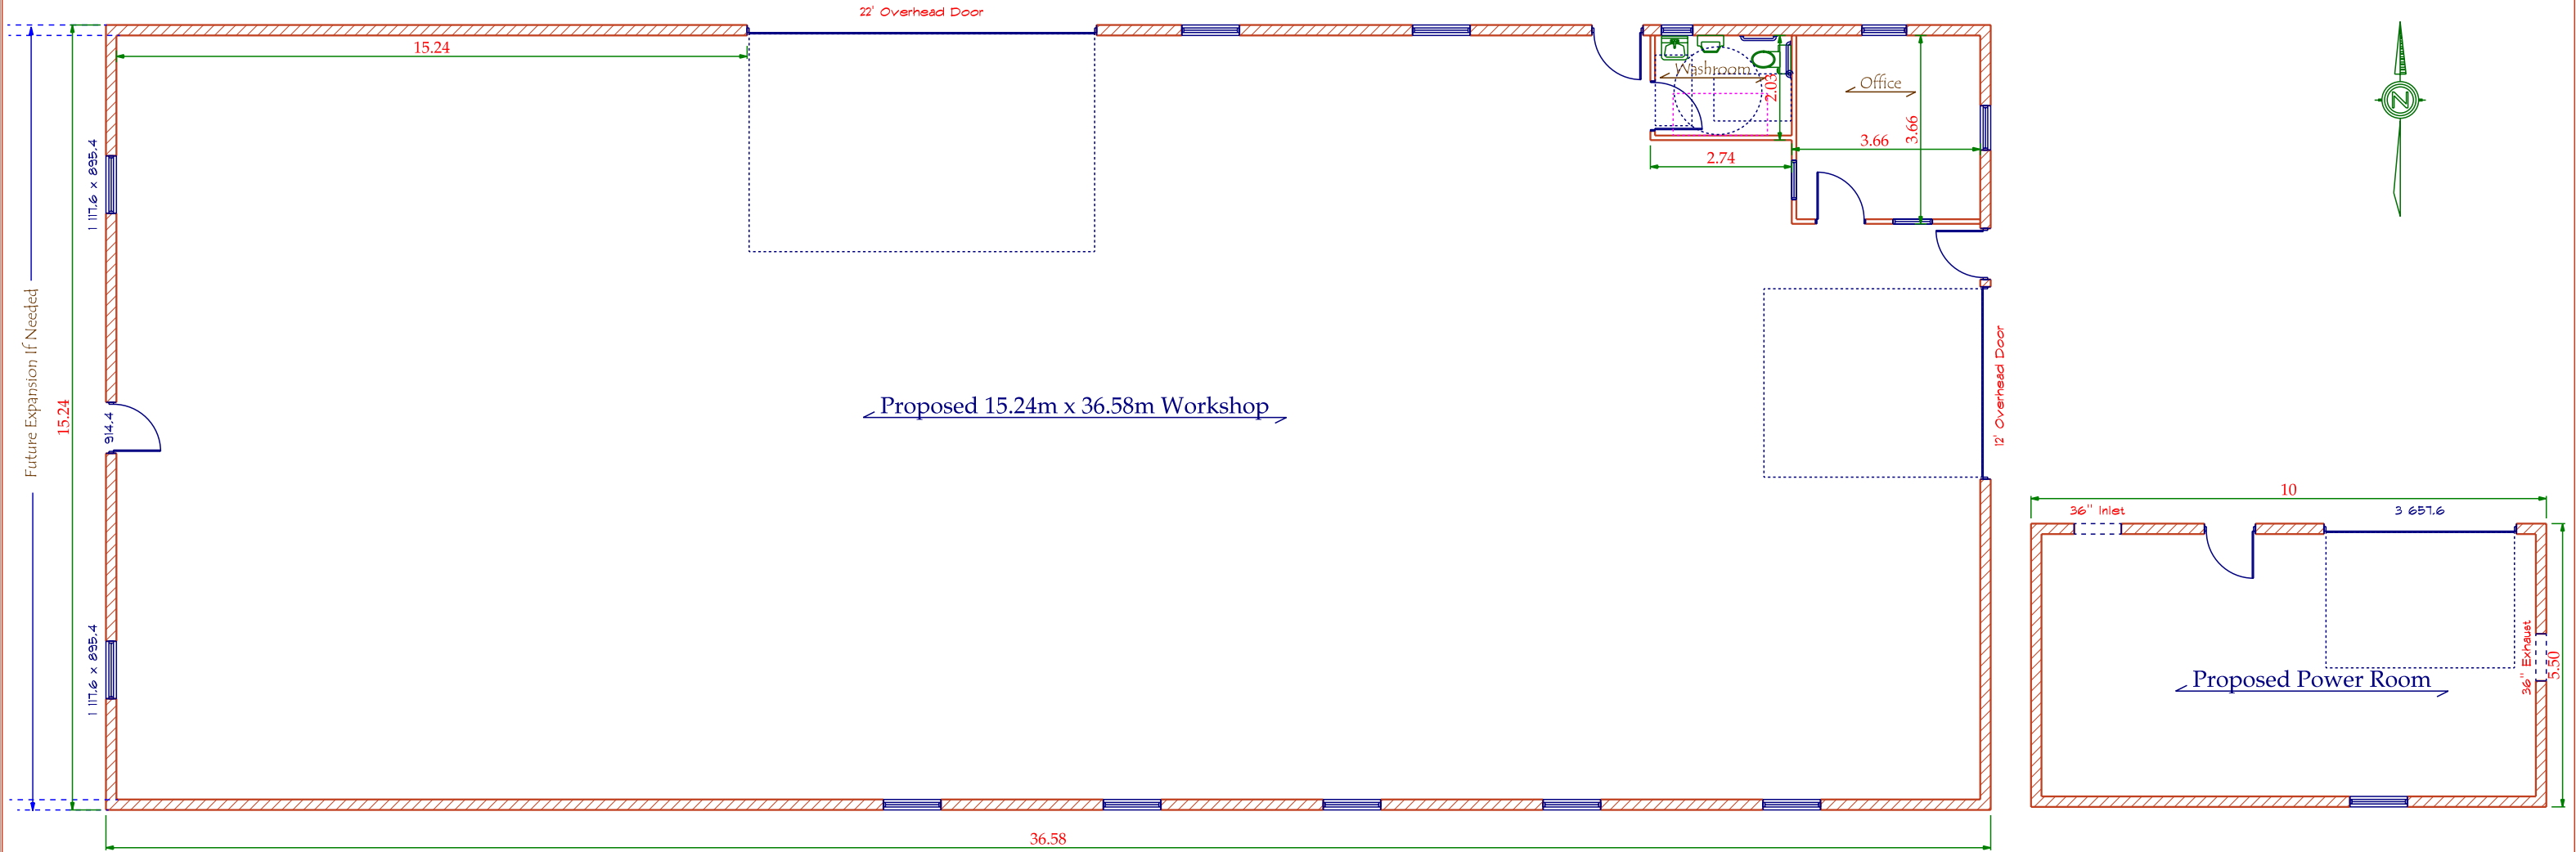 22' Overhead Door
15.24
Washroom
2.03
Office
3.66
3.66
2.74
N
1 117.6 x 895.4
Future Expansion If Needed
15.24
914.4
Proposed 15.24m x 36.58m Workshop
12' Overhead Door
1 117.6 x 895.4
36.58
10
36" Inlet
3 657.6
36" Exhaust
5.50
Proposed Power Room